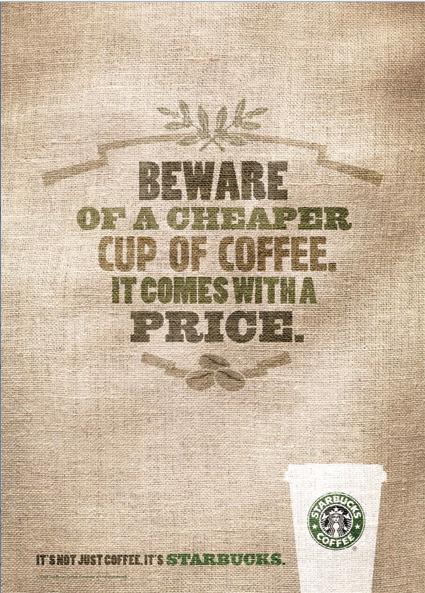 BEWARE
OF A CHEAPER
CUP OF COFFEE.
IT COMES WITH A
PRICE.
STARBUCKS
COFFEE
®
IT'S NOT JUST COFFEE. IT'S STARBUCKS.